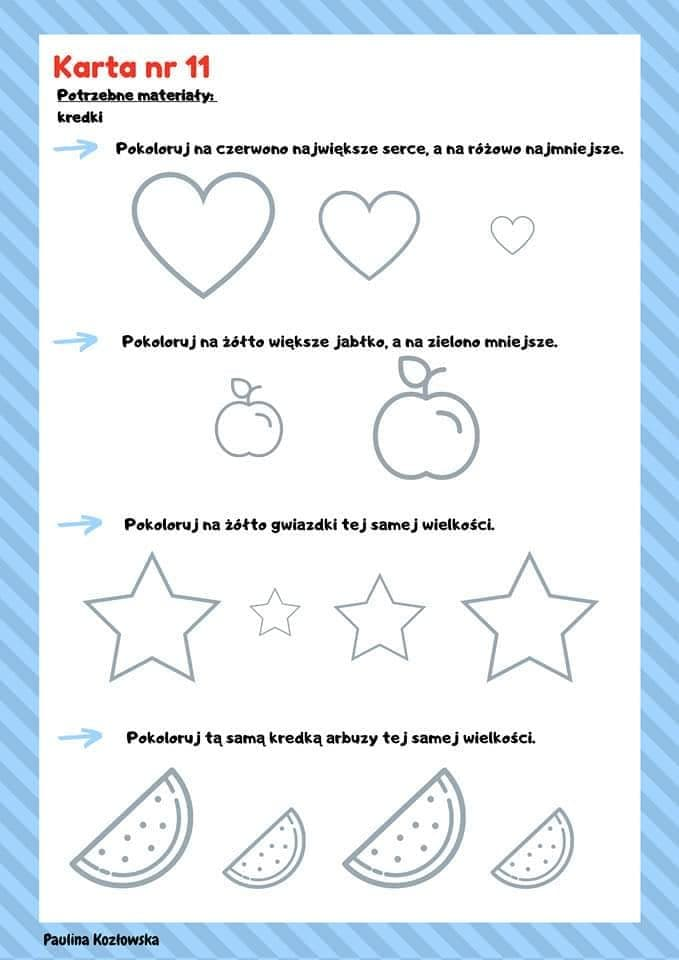 Karta nr 11
Potrzebne materiały:
kredki
Pokoloruj na czerwono największe serce, a na różowo najmniejsze.
Pokoloruj na żółto większe jabłko, a na zielono mniejsze.
Pokoloruj na żółto gwiazdki tej samej wielkości.
Pokoloruj tą samą kredką arbuzy tej samej wielkości.
Paulina Kozłowska